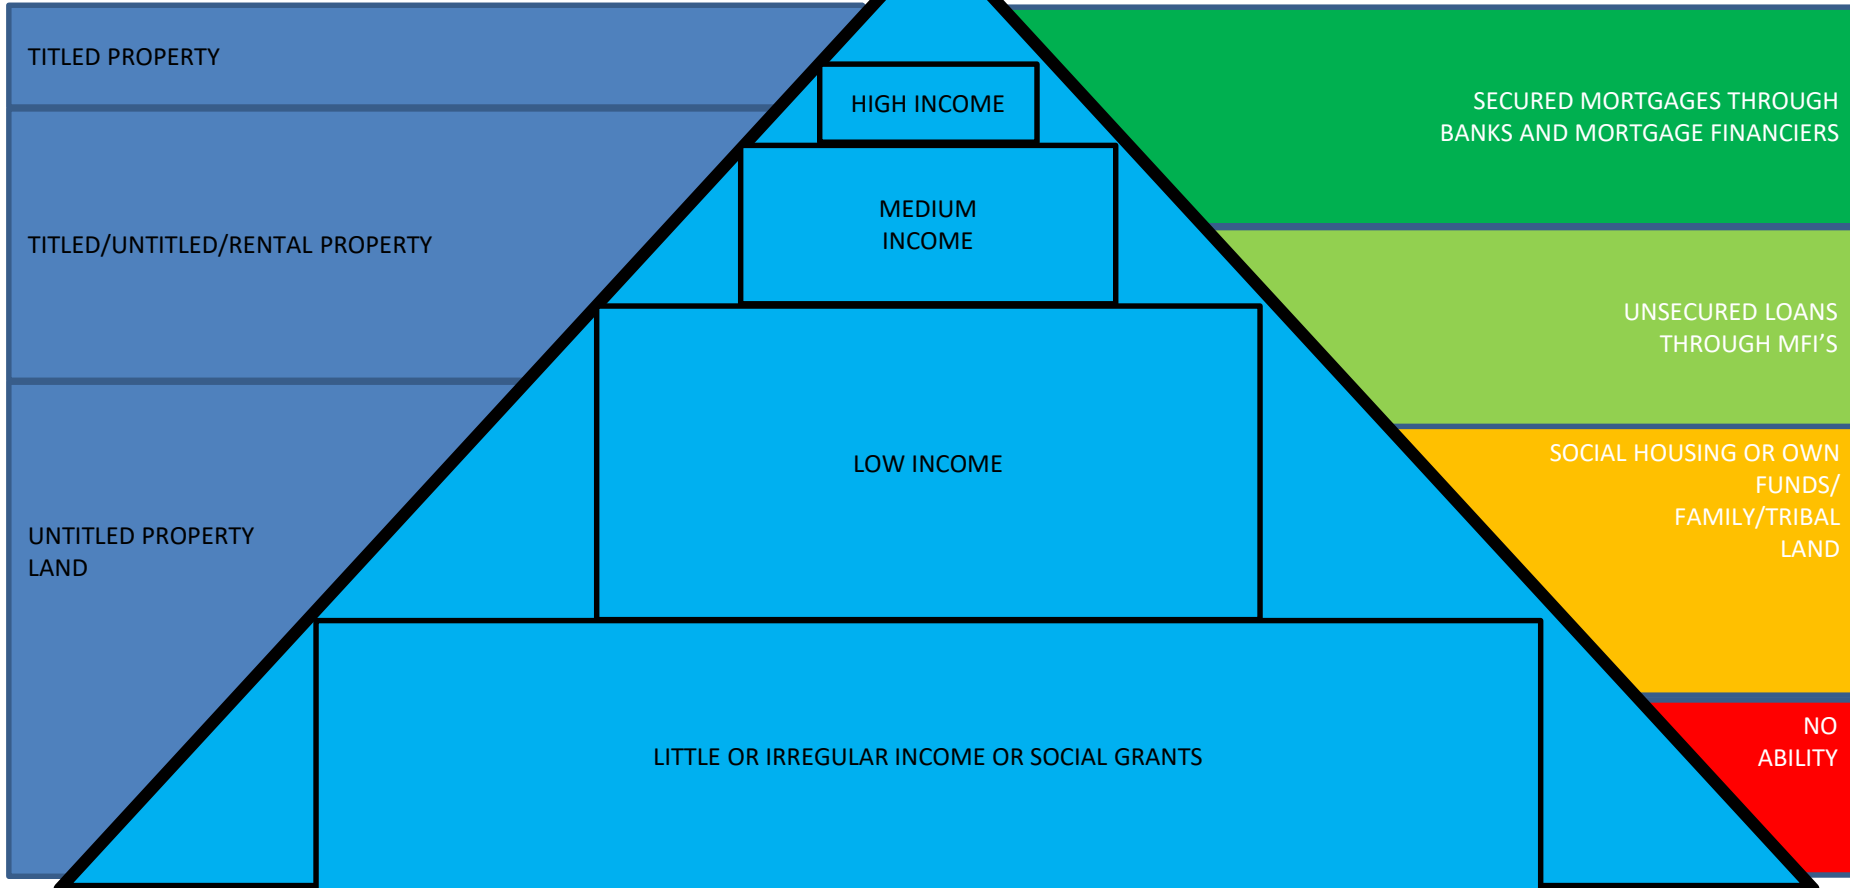 TITLED PROPERTY
TITLED/UNTITLED/RENTAL PROPERTY
UNTITLED PROPERTY
LAND
HIGH INCOME
MEDIUM
INCOME
LOW INCOME
LITTLE OR IRREGULAR INCOME OR SOCIAL GRANTS
SECURED MORTGAGES THROUGH
BANKS AND MORTGAGE FINANCIERS
UNSECURED LOANS
THROUGH MFI'S
SOCIAL HOUSING OR OWN
FUNDS/
FAMILY/TRIBAL
LAND
NO
ABILITY